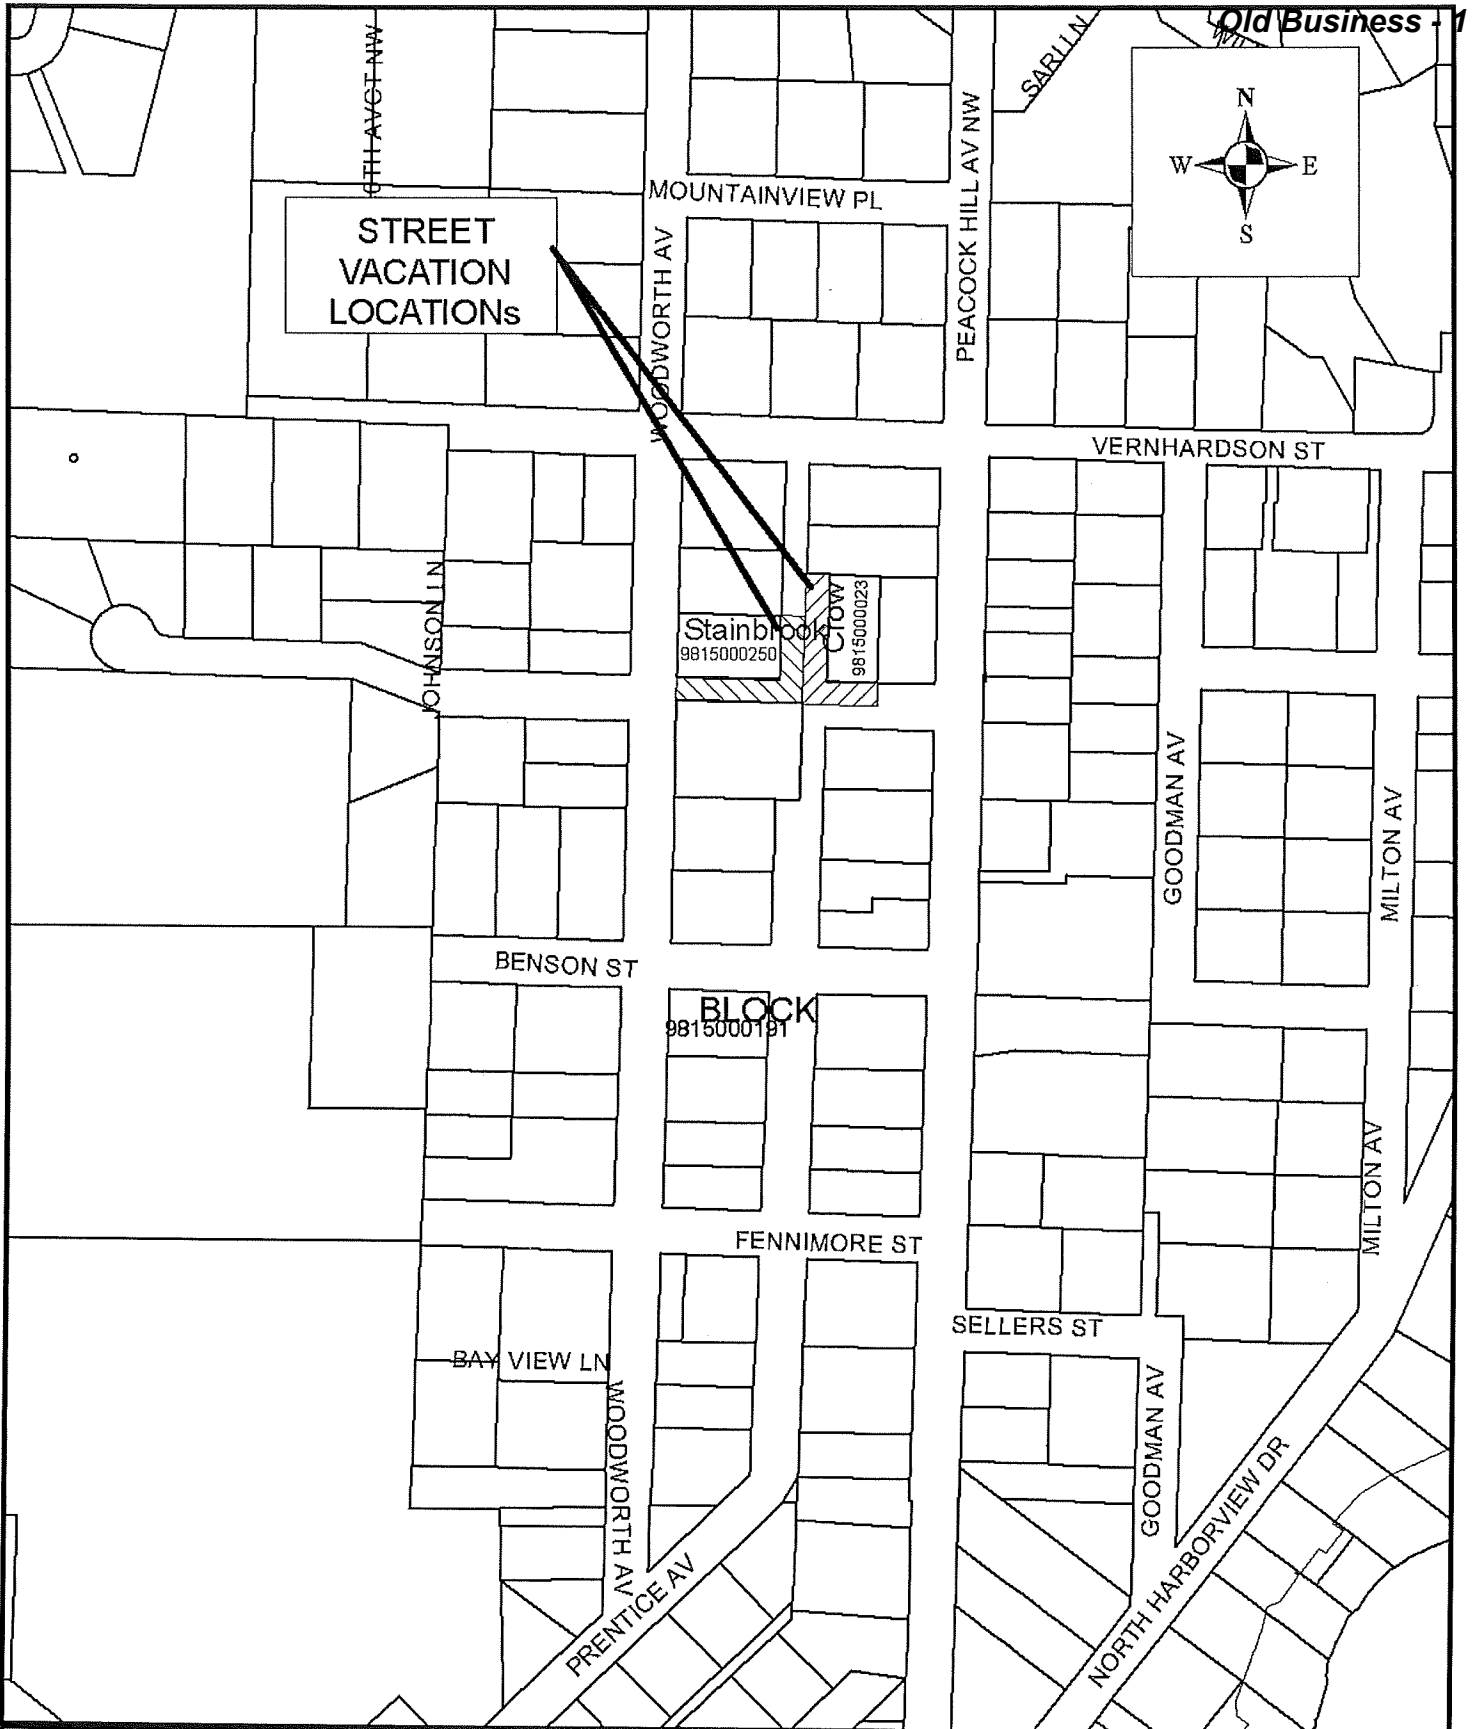 Old Business - 1
SARI LN
N
W E
S
MOUNTAINVIEW PL
PEACOCK HILL AV NW
STREET
VACATION
LOCATIONs
WOODWORTH AV
VERNHARDSON ST
JOHNSON LN
Stainbrook
9815000250
Crow
9815000023
GOODMAN AV
MILTON AV
BENSON ST
BLOCK
9815000191
MILTON AV
FENNIMORE ST
SELLERS ST
BAY VIEW LN
WOODWORTH AV
GOODMAN AV
PRENTICE AV
NORTH HARBORVIEW DR